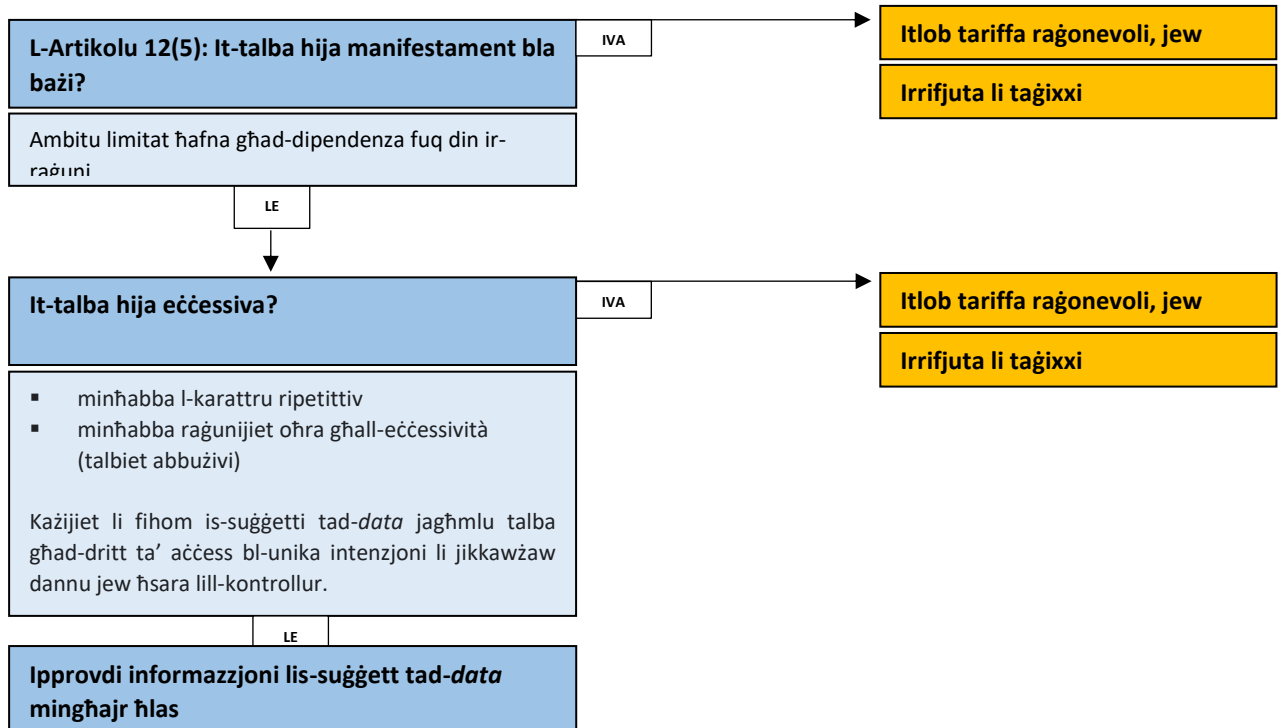 L-Artikolu 12(5): It-talba hija manifestament bla
bażi?
IVA
Itlob tariffa raġonevoli, jew
Irrifjuta li taġixxi
Ambitu limitat ħafna għad-dipendenza fuq din ir-
raġuni
LE
It-talba hija eċċessiva?
IVA
Itlob tariffa raġonevoli, jew
Irrifjuta li taġixxi
▪ minħabba l-karattru ripetittiv
▪ minħabba raġunijiet oħra għall-eċċessività
(talbiet abbużivi)
Każijiet li fihom is-suġġetti tad-data jagħmlu talba
għad-dritt ta’ aċċess bl-unika intenzjoni li jikkawżaw
dannu jew ħsara lill-kontrollur.
LE
Ipprovdi informazzjoni lis-suġġett tad-data
mingħajr ħlas